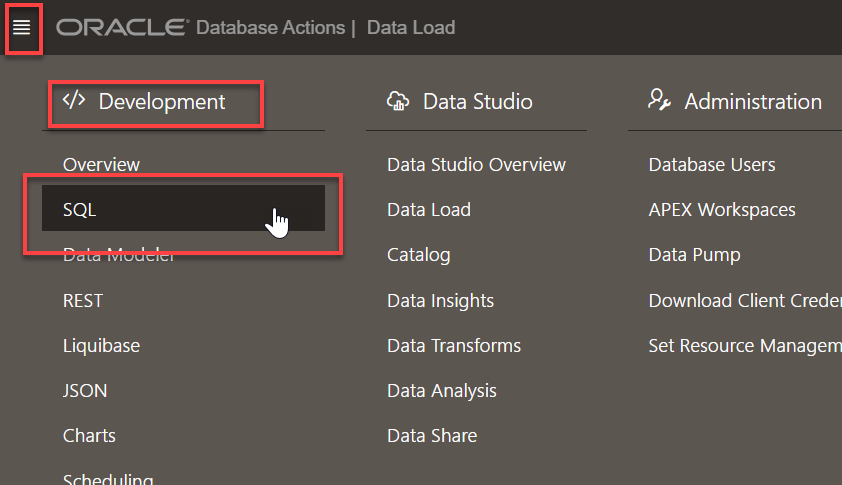 ORACLE® Database Actions | Data Load
</> Development
Overview
SQL
Data Modeler
REST
Liquibase
JSON
Charts
Scheduling
Data Studio
Data Studio Overview
Data Load
Catalog
Data Insights
Data Transforms
Data Analysis
Data Share
Administration
Database Users
APEX Workspaces
Data Pump
Download Client Creden
Set Resource Managem